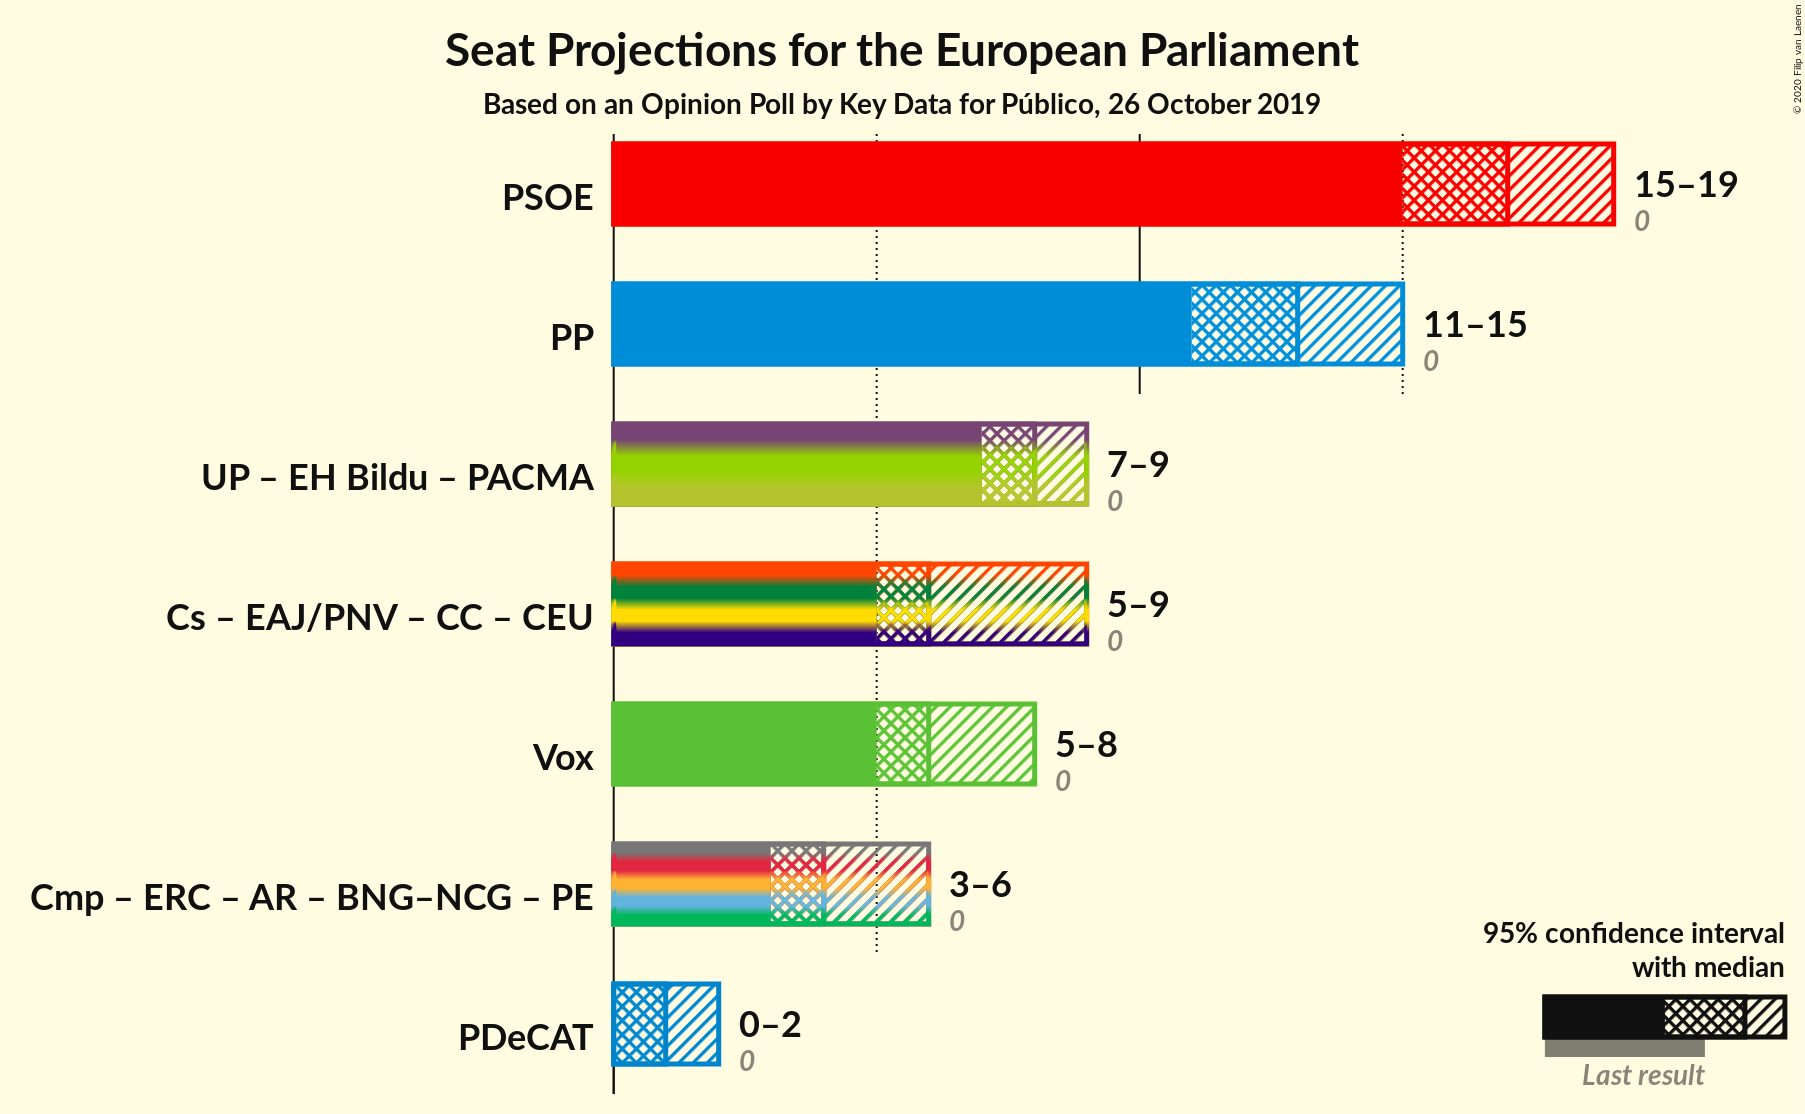 Seat Projections for the European Parliament
Based on an Opinion Poll by Key Data for Público, 26 October 2019
© 2020 Filip van Laenen
PSOE
15–19
0
PP
11–15
0
UP – EH Bildu – PACMA
7–9
0
Cs – EAJ/PNV – CC – CEU
5–9
0
Vox
5–8
0
Cmp – ERC – AR – BNG–NCG – PE
3–6
0
PDeCAT
0–2
0
95% confidence interval
with median
Last result